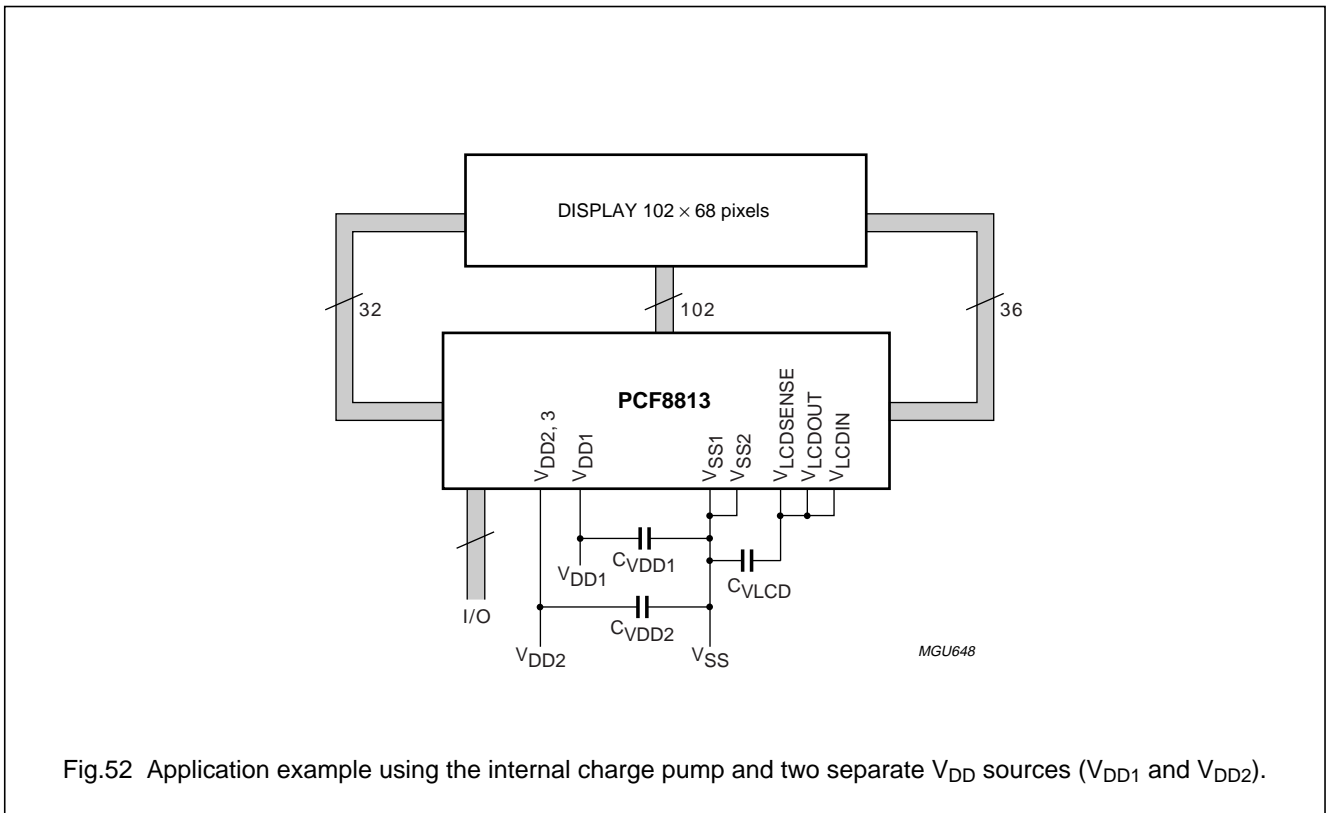 DISPLAY 102 × 68 pixels
32
102
36
PCF8813
VDD2, 3
VDD1
VSS1
VSS2
VLCDSENSE
VLCDOUT
VLCDIN
I/O
VDD1
CVDD1
CVLCD
VDD2
CVDD2
VSS
MGU648
Fig.52 Application example using the internal charge pump and two separate VDD sources (VDD1 and VDD2).